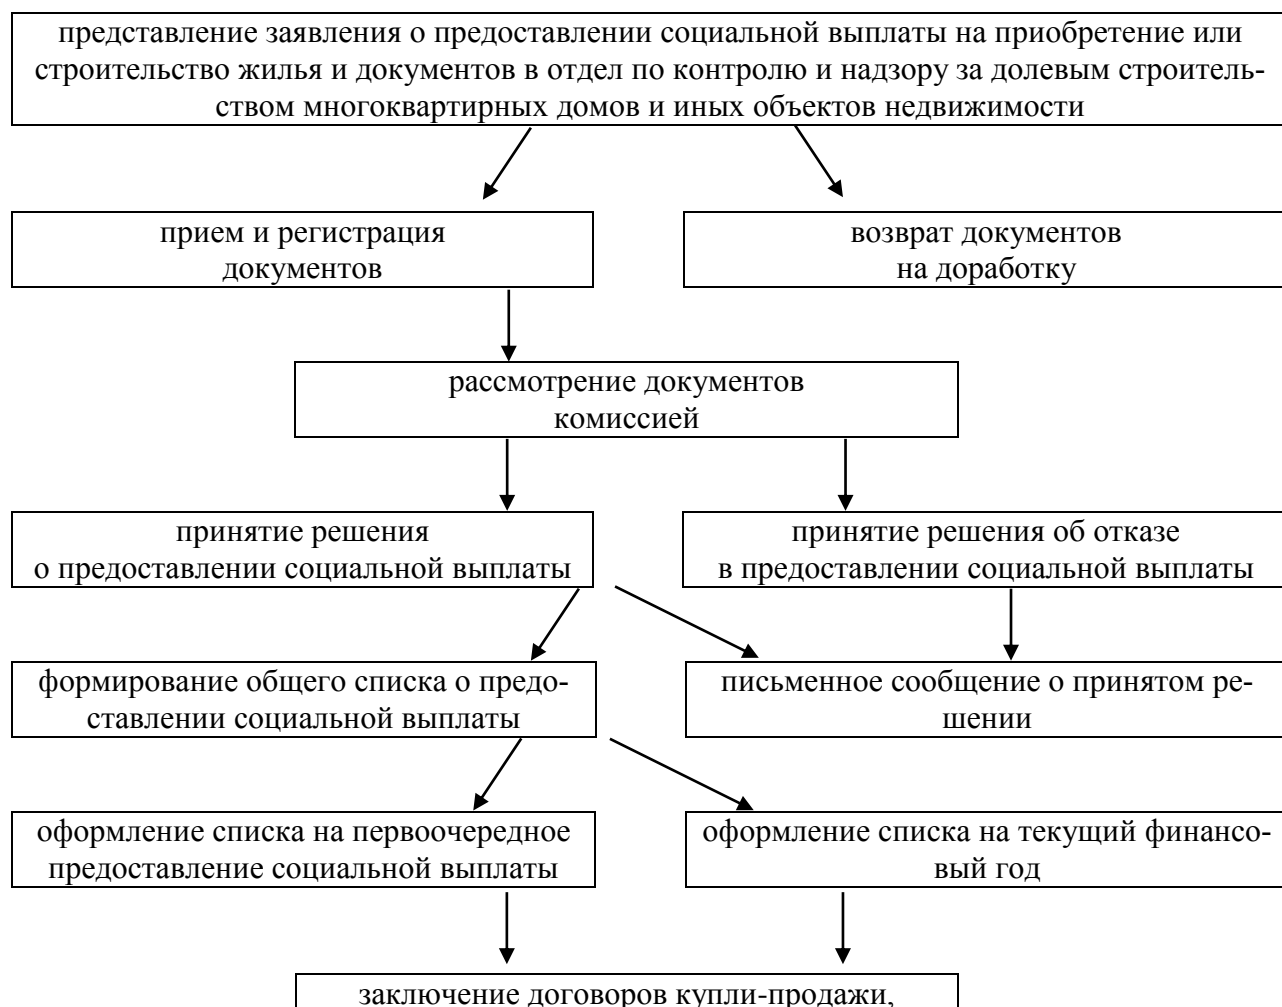 представление заявления о предоставлении социальной выплаты на приобретение или
строительство жилья и документов в отдел по контролю и надзору за долевым строитель-
ством многоквартирных домов и иных объектов недвижимости
прием и регистрация
документов
возврат документов
на доработку
рассмотрение документов
комиссией
принятие решения
о предоставлении социальной выплаты
принятие решения об отказе
в предоставлении социальной выплаты
формирование общего списка о предо-
ставлении социальной выплаты
письменное сообщение о принятом ре-
шении
оформление списка на первоочередное
предоставление социальной выплаты
оформление списка на текущий финансо-
вый год
заключение договоров купли-продажи,